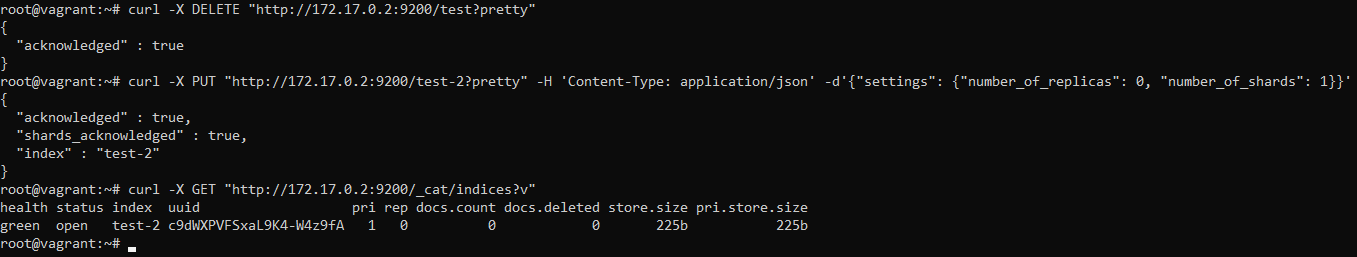 root@vagrant:~# curl -X DELETE "http://172.17.0.2:9200/test?pretty"
{
  "acknowledged" : true
}
root@vagrant:~# curl -X PUT "http://172.17.0.2:9200/test-2?pretty" -H 'Content-Type: application/json' -d'{"settings": {"number_of_replicas": 0, "number_of_shards": 1}}'
{
  "acknowledged" : true,
  "shards_acknowledged" : true,
  "index" : "test-2"
}
root@vagrant:~# curl -X GET "http://172.17.0.2:9200/_cat/indices?v"
health status index  uuid                   pri rep docs.count docs.deleted store.size pri.store.size
green  open   test-2 c9dWXPVFSxaL9K4-W4z9fA   1   0          0            0       225b           225b
root@vagrant:~#